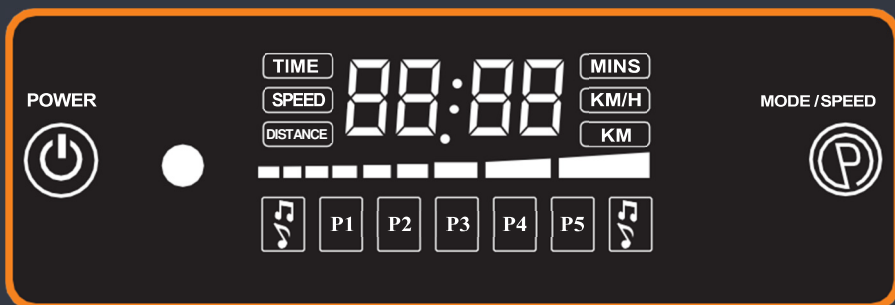 POWER
TIME
SPEED
DISTANCE
88:88
MINS
KM/H
KM
MODE/SPEED
P
P1 P2 P3 P4 P5